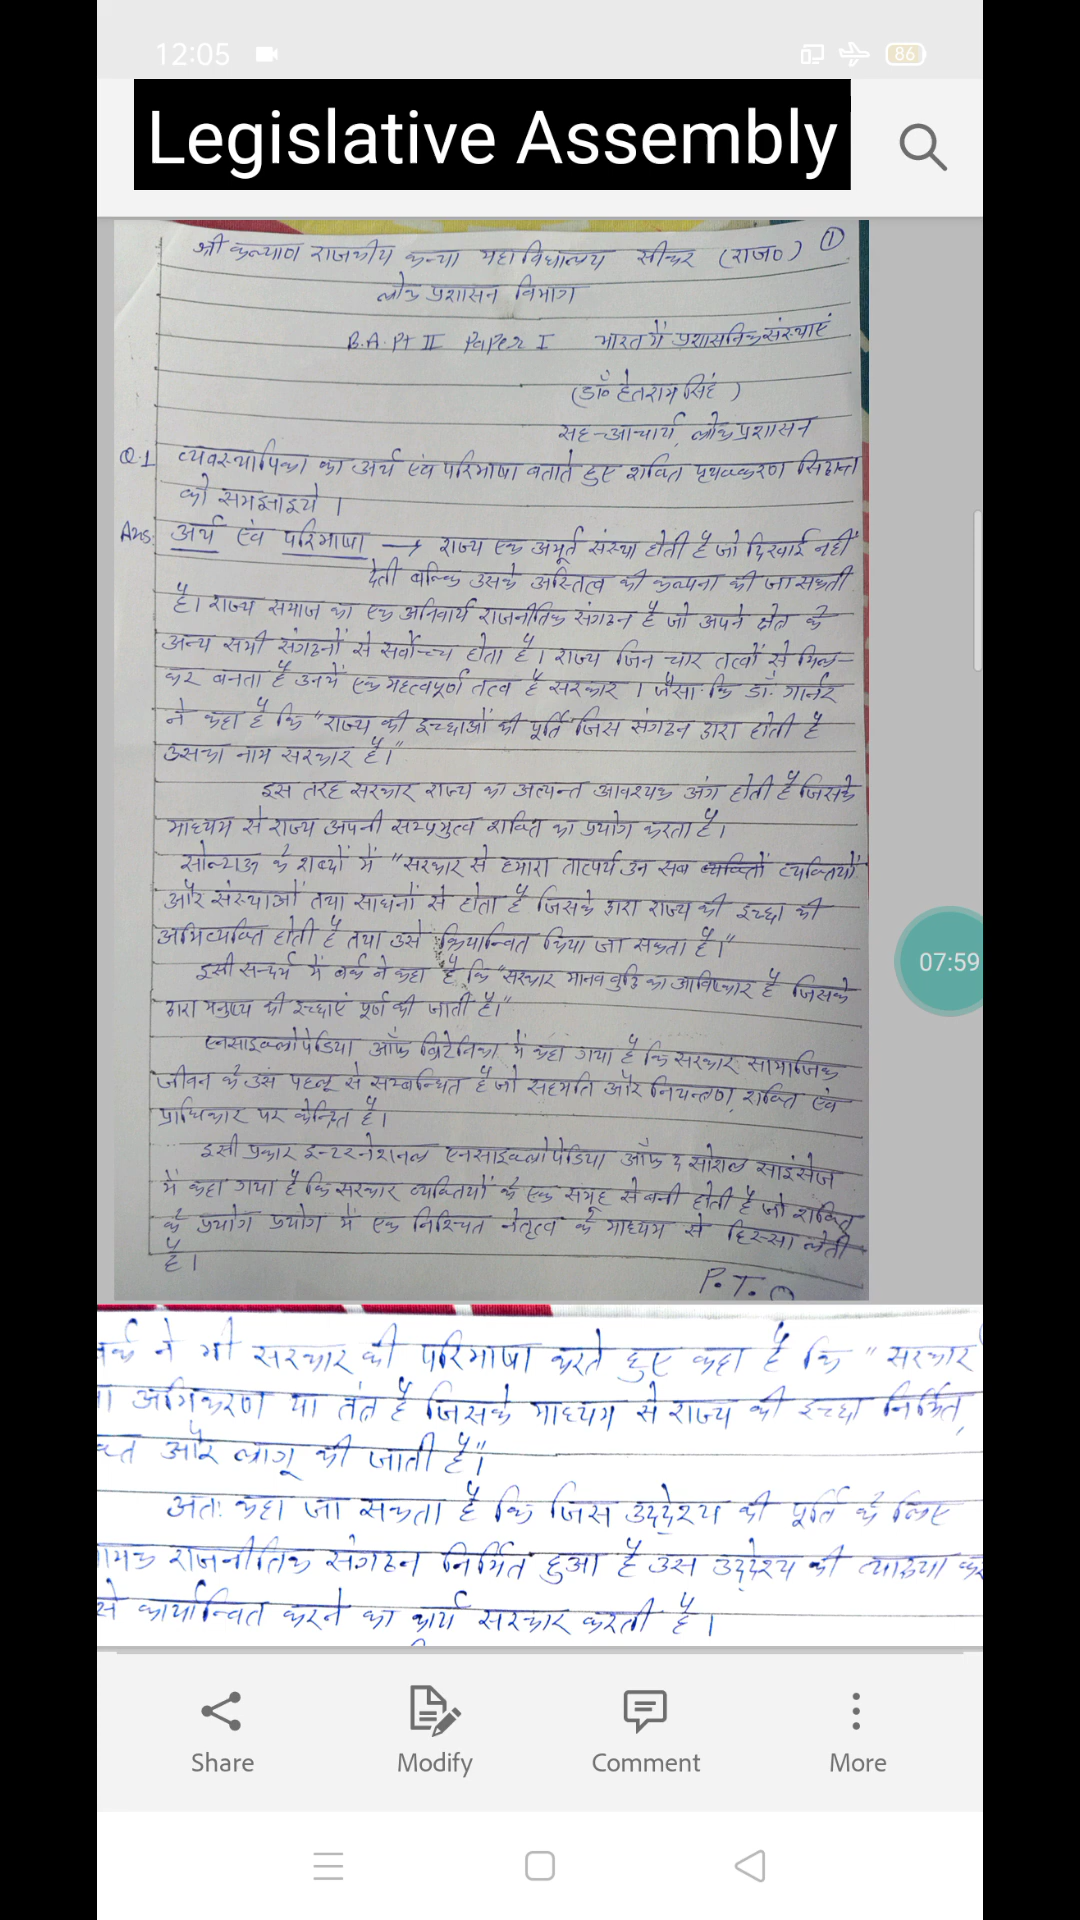 12:05
86
Legislative Assembly
1
श्री कल्याण राजकीय कन्या महाविधालय सीकर (राज०)
लोक प्रशासन विभाग
B.A. Pt II Paper I भारत में प्रशासनिक संस्थाएं
(डॉ० हेतराम सिंह)
सह-आचार्य, लोक प्रशासन
Q.1 व्यवस्थापिका का अर्थ एवं परिभाषा बताते हुए शक्ति पृथक्करण सिद्धान्त
को समझाइये ।
Ans: अर्थ एंव परिभाषा → राज्य एक अमूर्त संस्था होती है जो दिखाई नहीं
देती बल्कि उसके अस्तित्व की कल्पना की जा सकती
है। राज्य समाज का एक अनिवार्य राजनीतिक संगठन है जो अपने क्षेत्र के
अन्य सभी संगठनों से सर्वोच्च होता है। राज्य जिन चार तत्वों से मिल-
कर बनता है उनमें एक महत्वपूर्ण तत्व है सरकार । जैसा कि डॉ. गार्नर
ने कहा है कि "राज्य की इच्छाओं की पूर्ति जिस संगठन द्वारा होती है
उसका नाम सरकार है।"
इस तरह सरकार राज्य का अत्यन्त आवश्यक अंग होती है जिसके
माध्यम से राज्य अपनी सम्प्रभुत्व शक्ति का प्रयोग करता है।
सोल्टाऊ के शब्दों में "सरकार से हमारा तात्पर्य उन सब व्यक्तियों
और संस्थाओं तथा साधनों से होता है जिसके द्वारा राज्य की इच्छा की
अभिव्यक्ति होती है तथा उसे क्रियान्वित किया जा सकता है।"
इसी सन्दर्भ में बर्क ने कहा है कि "सरकार मानव बुद्धि का आविष्कार है जिसके
द्वारा मनुष्य की इच्छाएं पूर्ण की जाती है।"
एनसाइक्लोपेडिया ऑफ ब्रिटेनिका में कहा गया है कि सरकार सामाजिक
जीवन के उस पहलू से सम्बन्धित है जो सहमति और नियन्त्रण, शक्ति एंव
प्राधिकार पर केन्द्रित है।
इसी प्रकार इन्टरनेशनल एनसाइक्लोपेडिया ऑफ द सोशल साइंसेज
में कहा गया है कि सरकार व्यक्तियों के एक समूह से बनी होती है जो शक्ति
के प्रयोग प्रयोग में एक निश्चित नेतृत्व के माध्यम से हिस्सा लेती
है।
P.T.O
07:59
ने भी सरकार की परिभाषा करते हुए कहा है कि " सरकार
अभिकरण या तंत्र है जिसके माध्यम से राज्य की इच्छा निर्मित,
और लागू की जाती है"।
अतः कहा जा सकता है कि जिस उद्देश्य की पूर्ति के लिए
राजनीतिक संगठन निर्मित हुआ है उस उद्देश्य की व्याख्या
से कार्यान्वित करने का कार्य सरकार करती है ।
Share Modify Comment More